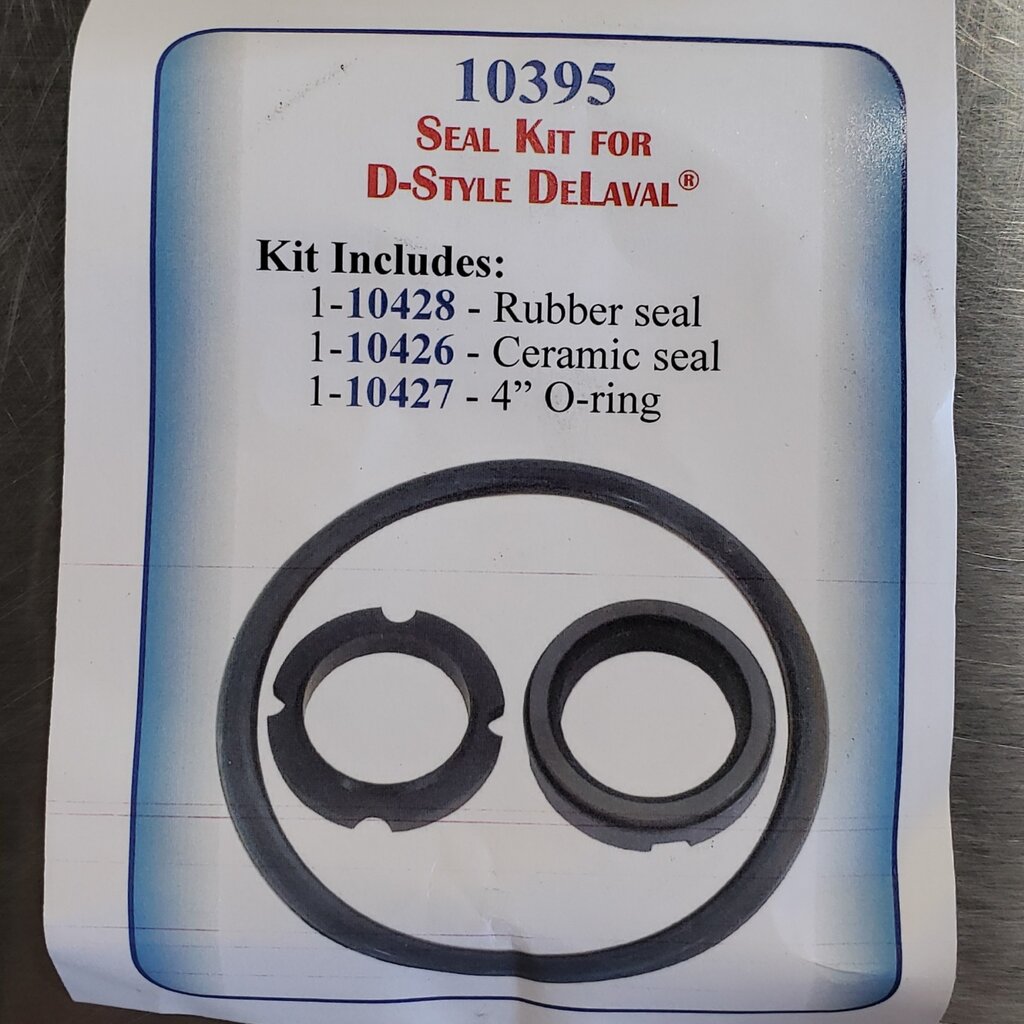 10395
SEAL KIT FOR
D-STYLE DELAVAL®
Kit Includes:
1-10428 - Rubber seal
1-10426 - Ceramic seal
1-10427 - 4” O-ring